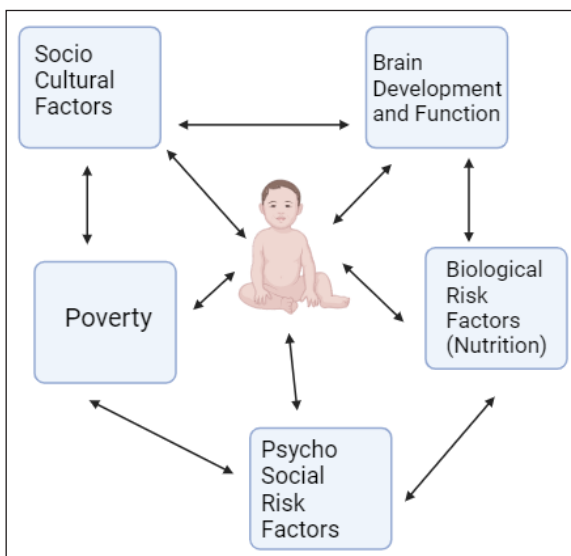 Socio
Cultural
Factors
Brain
Development
and Function
Poverty
Biological
Risk
Factors
(Nutrition)
Psycho
Social
Risk
Factors